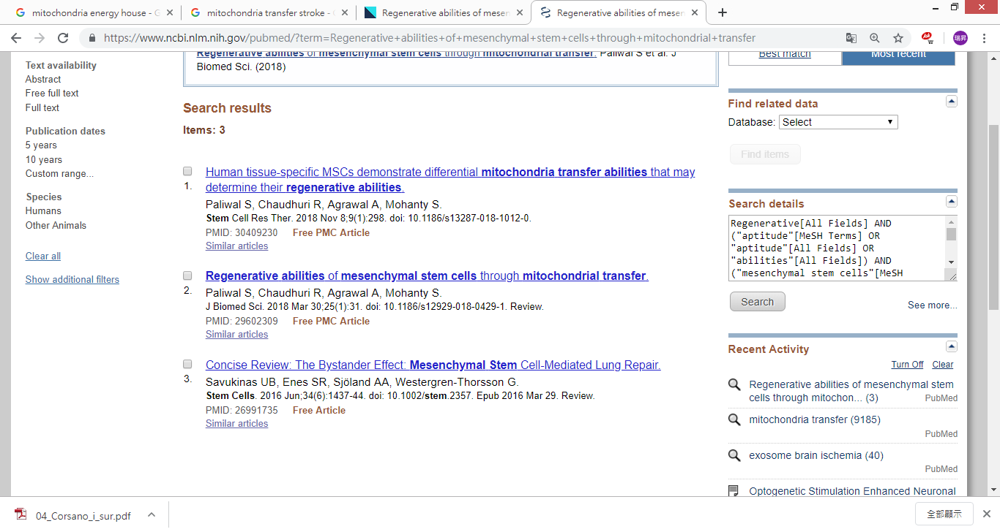 mitochondria energy house - G
mitochondria transfer stroke -
Regenerative abilities of mesen
Regenerative abilities of mesen
https://www.ncbi.nlm.nih.gov/pubmed/?term=Regenerative+abilities+of+mesenchymal+stem+cells+through+mitochondrial+transfer
瑞昇
Regenerative abilities of mesenchymal stem cells through mitochondrial transfer. Paliwal S et al. J
Biomed Sci. (2018)
Text availability
Abstract
Free full text
Full text
Publication dates
5 years
10 years
Custom range...
Species
Humans
Other Animals
Clear all
Show additional filters
Search results
Items: 3
1.
Human tissue-specific MSCs demonstrate differential mitochondria transfer abilities that may
determine their regenerative abilities.
Paliwal S, Chaudhuri R, Agrawal A, Mohanty S.
Stem Cell Res Ther. 2018 Nov 8;9(1):298. doi: 10.1186/s13287-018-1012-0.
PMID: 30409230 Free PMC Article
Similar articles
2.
Regenerative abilities of mesenchymal stem cells through mitochondrial transfer.
Paliwal S, Chaudhuri R, Agrawal A, Mohanty S.
J Biomed Sci. 2018 Mar 30;25(1):31. doi: 10.1186/s12929-018-0429-1. Review.
PMID: 29602309 Free PMC Article
Similar articles
3.
Concise Review: The Bystander Effect: Mesenchymal Stem Cell-Mediated Lung Repair.
Savukinas UB, Enes SR, Sjöland AA, Westergren-Thorsson G.
Stem Cells. 2016 Jun;34(6):1437-44. doi: 10.1002/stem.2357. Epub 2016 Mar 29. Review.
PMID: 26991735 Free Article
Similar articles
Best match
Most recent
Find related data
Database: Select
Find items
Search details
Regenerative[All Fields] AND
("aptitude"[MeSH Terms] OR
"aptitude"[All Fields] OR
"abilities"[All Fields]) AND
("mesenchymal stem cells"[MeSH
Search
See more...
Recent Activity
Turn Off Clear
Regenerative abilities of mesenchymal stem
cells through mitochon... (3)
PubMed
mitochondria transfer (9185)
PubMed
exosome brain ischemia (40)
PubMed
Optogenetic Stimulation Enhanced Neuronal
04_Corsano_i_sur.pdf
全部顯示